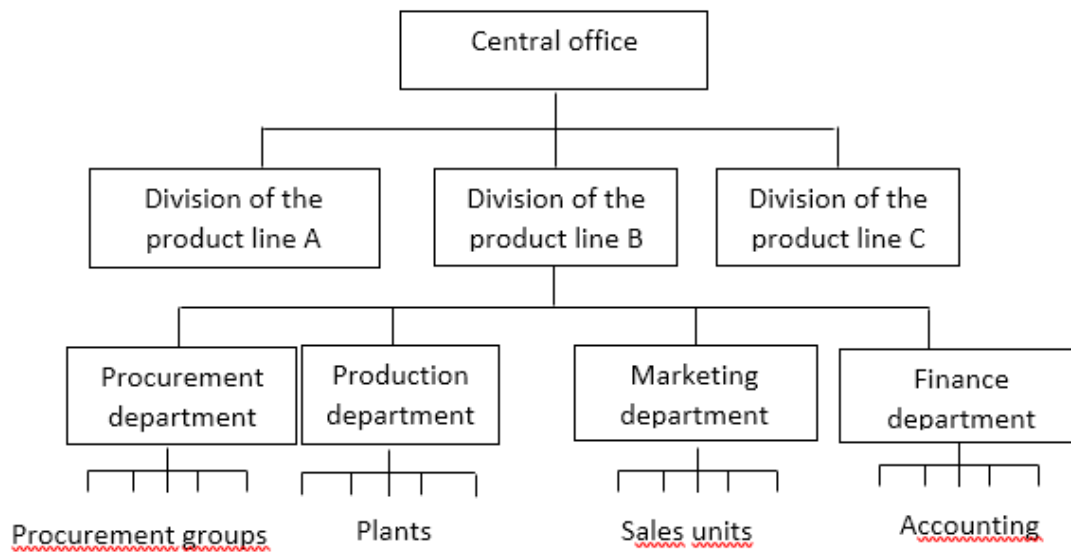 Central office
Division of the
product line A
Division of the
product line B
Division of the
product line C
Procurement
department
Production
department
Marketing
department
Finance
department
Procurement groups
Plants
Sales units
Accounting